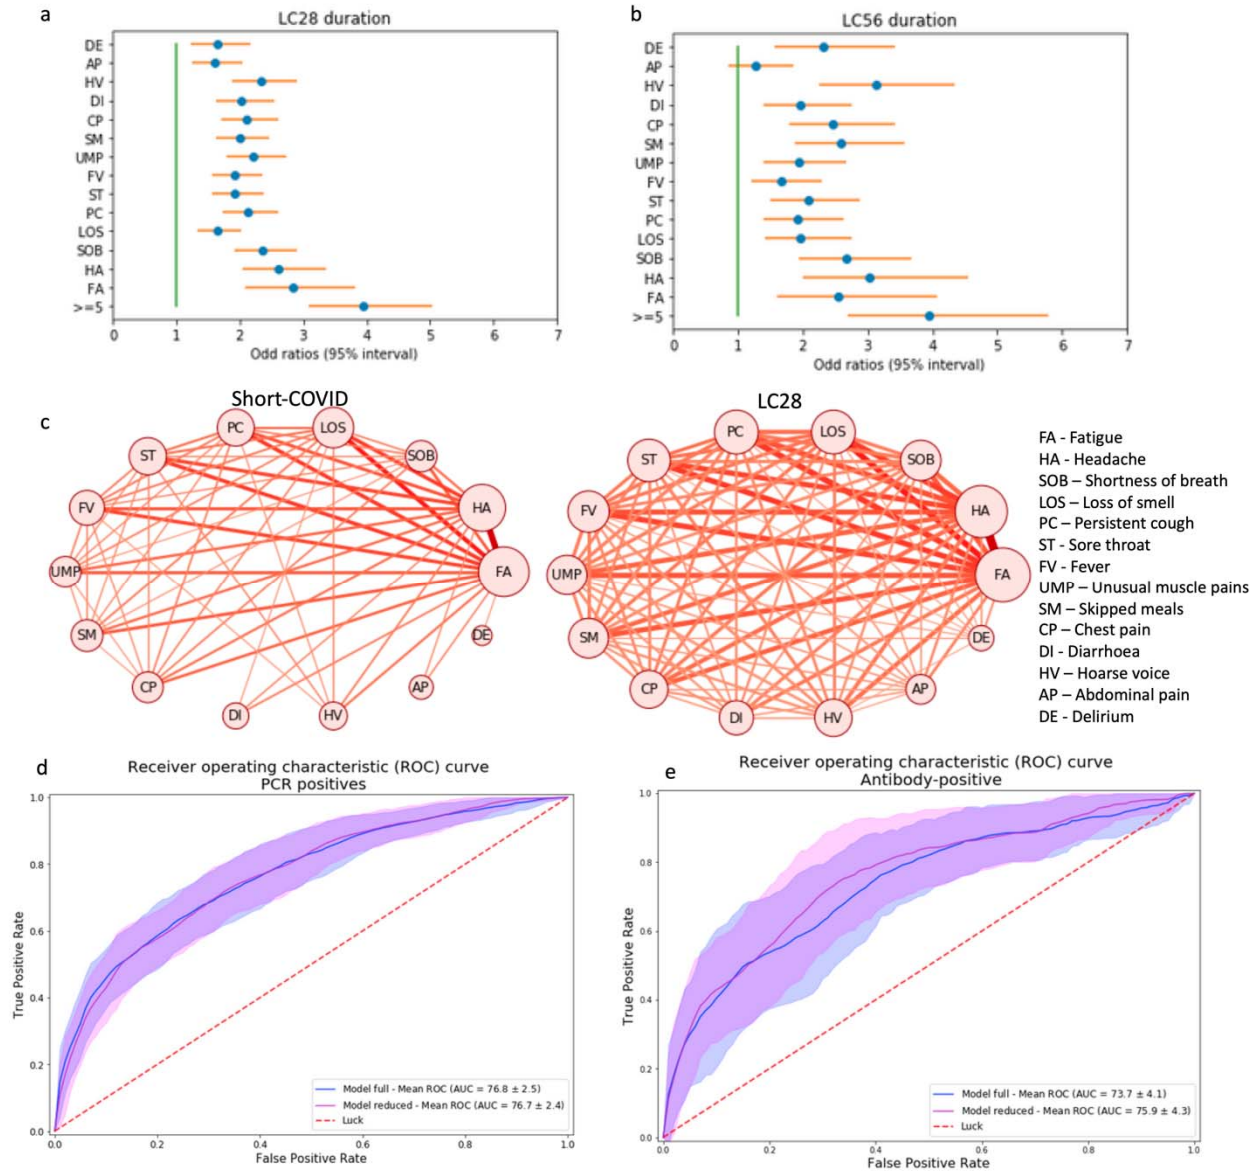 a
LC28 duration
DE
AP
HV
DI
CP
SM
UMP
FV
ST
PC
LOS
SOB
HA
FA
>=5
0 1 2 3 4 5 6 7
Odd ratios (95% interval)
b
LC56 duration
DE
AP
HV
DI
CP
SM
UMP
FV
ST
PC
LOS
SOB
HA
FA
>=5
0 1 2 3 4 5 6 7
Odd ratios (95% interval)
c
Short-COVID
PC
LOS
ST
SOB
FV
HA
UMP
FA
SM
DE
CP
AP
DI
HV
LC28
PC
LOS
ST
SOB
FV
HA
UMP
FA
SM
DE
CP
AP
DI
HV
FA - Fatigue
HA - Headache
SOB – Shortness of breath
LOS – Loss of smell
PC – Persistent cough
ST - Sore throat
FV - Fever
UMP – Unusual muscle pains
SM – Skipped meals
CP – Chest pain
DI - Diarrhoea
HV - Hoarse voice
AP – Abdominal pain
DE - Delirium
d
Receiver operating characteristic (ROC) curve
PCR positives
True Positive Rate
1.0
0.8
0.6
0.4
0.2
0.0
Model full - Mean ROC (AUC = 76.8 ± 2.5)
Model reduced - Mean ROC (AUC = 76.7 ± 2.4)
Luck
0.0 0.2 0.4 0.6 0.8 1.0
False Positive Rate
e
Receiver operating characteristic (ROC) curve
Antibody-positive
True Positive Rate
1.0
0.8
0.6
0.4
0.2
0.0
Model full - Mean ROC (AUC = 73.7 ± 4.1)
Model reduced - Mean ROC (AUC = 75.9 ± 4.3)
Luck
0.0 0.2 0.4 0.6 0.8 1.0
False Positive Rate